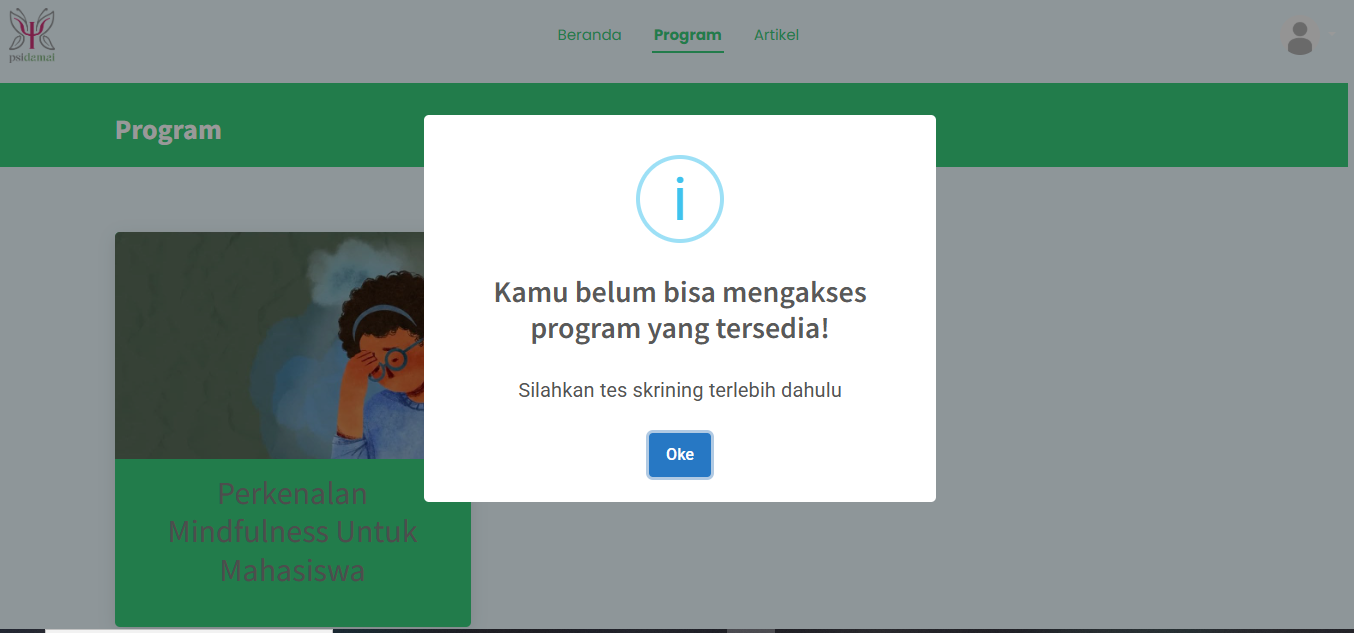 psidamai
Beranda
Program
Artikel
Program
i
Kamu belum bisa mengakses
program yang tersedia!
Silahkan tes skrining terlebih dahulu
Oke
Perkenalan
Mindfulness Untuk
Mahasiswa